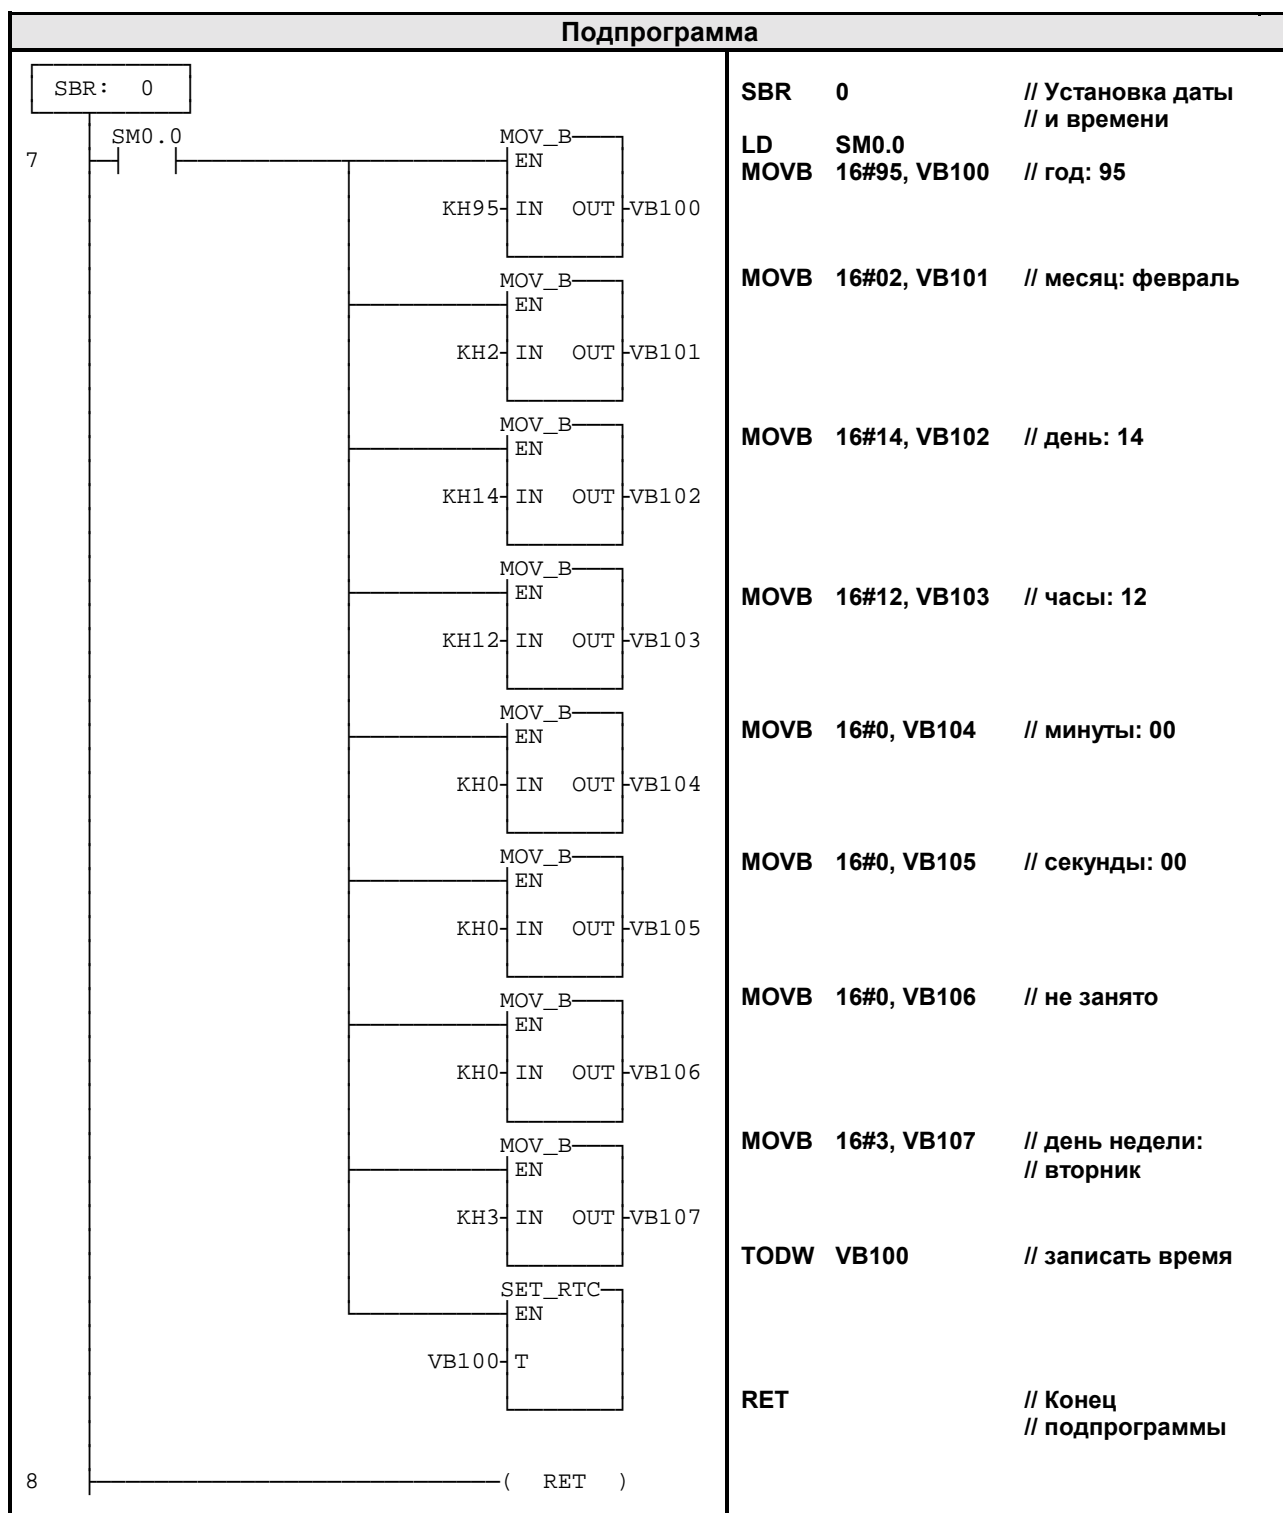 Подпрограмма
SBR: 0
SM0.0
7
MOV_B
EN
KH95 IN OUT VB100
MOV_B
EN
KH2 IN OUT VB101
MOV_B
EN
KH14 IN OUT VB102
MOV_B
EN
KH12 IN OUT VB103
MOV_B
EN
KH0 IN OUT VB104
MOV_B
EN
KH0 IN OUT VB105
MOV_B
EN
KH0 IN OUT VB106
MOV_B
EN
KH3 IN OUT VB107
SET_RTC
EN
VB100 T
8 ( RET )
SBR 0 // Установка даты
// и времени
LD SM0.0
MOVB 16#95, VB100 // год: 95
MOVB 16#02, VB101 // месяц: февраль
MOVB 16#14, VB102 // день: 14
MOVB 16#12, VB103 // часы: 12
MOVB 16#0, VB104 // минуты: 00
MOVB 16#0, VB105 // секунды: 00
MOVB 16#0, VB106 // не занято
MOVB 16#3, VB107 // день недели:
// вторник
TODW VB100 // записать время
RET // Конец
// подпрограммы